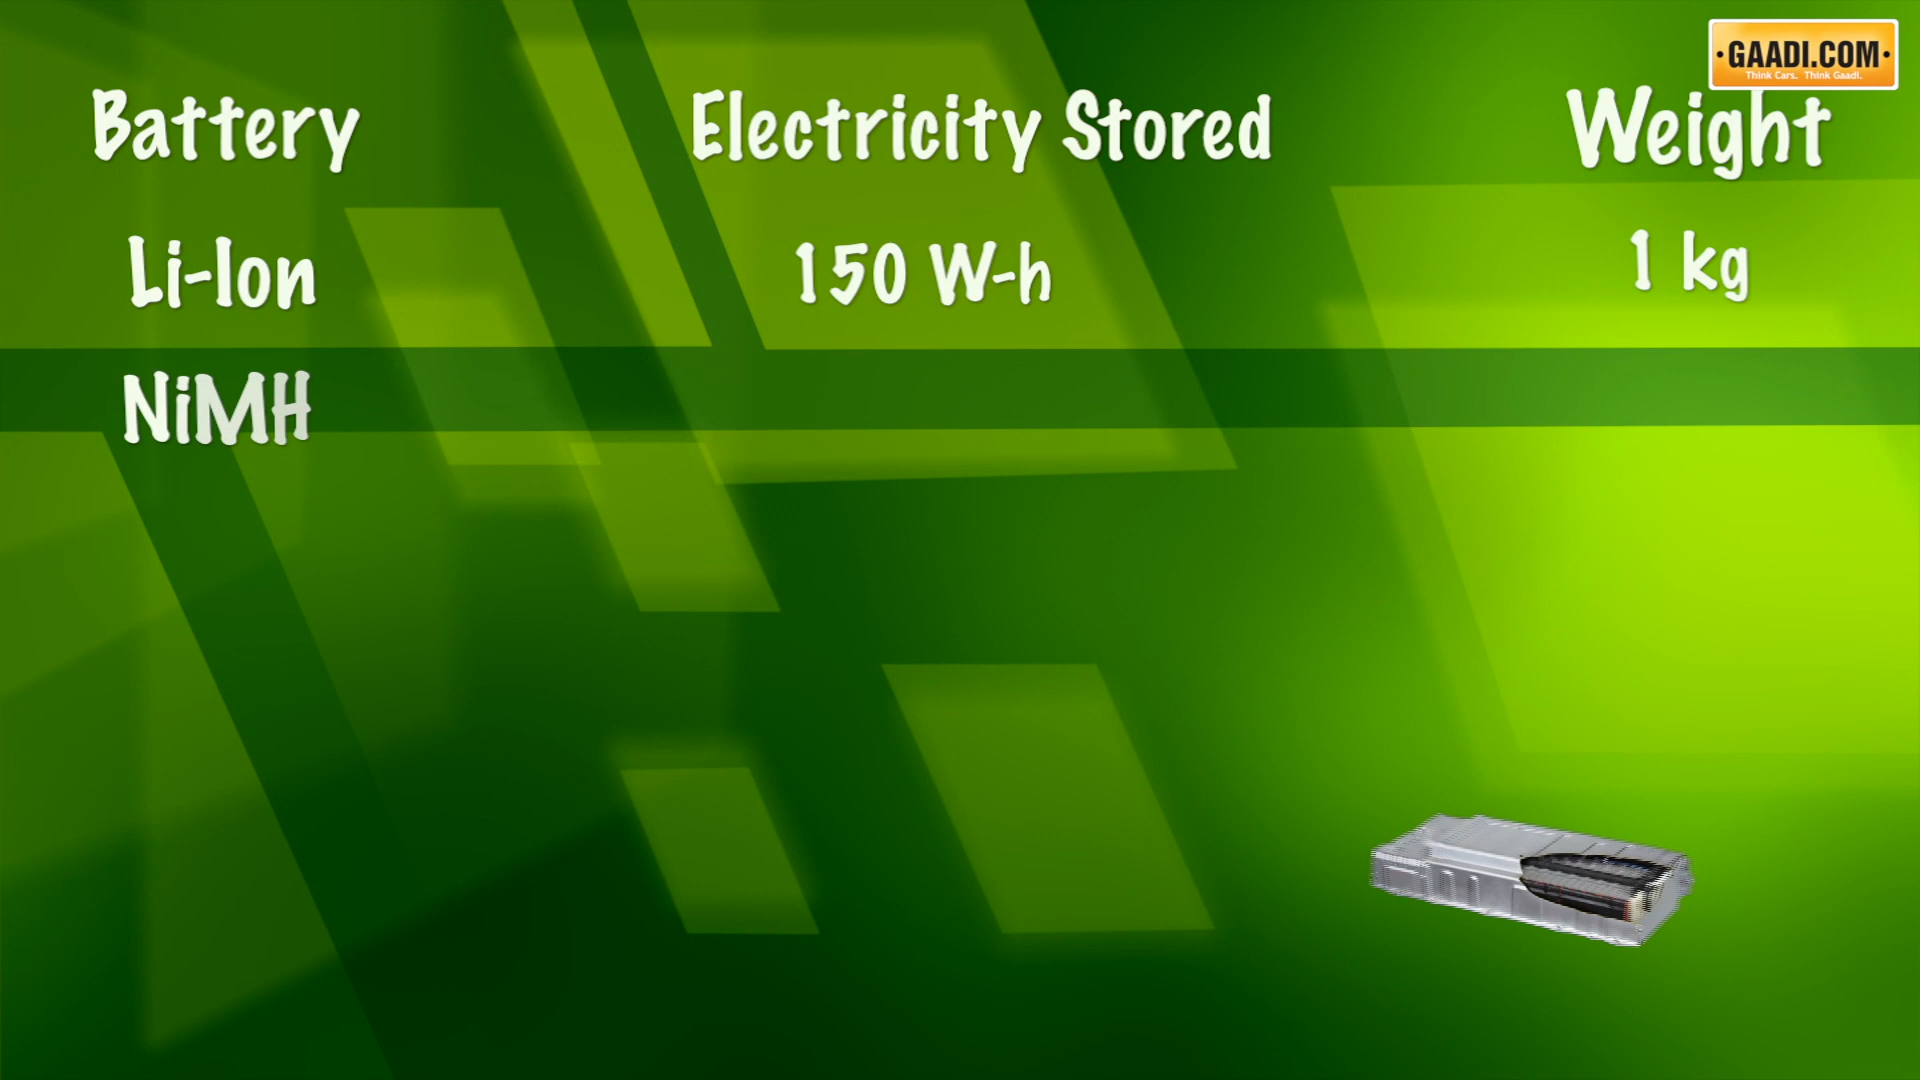 ·GAADI.COM·
Think Cars. Think Gaadi.
Battery Electricity Stored Weight
Li-Ion 150 W-h 1 kg
NiMH